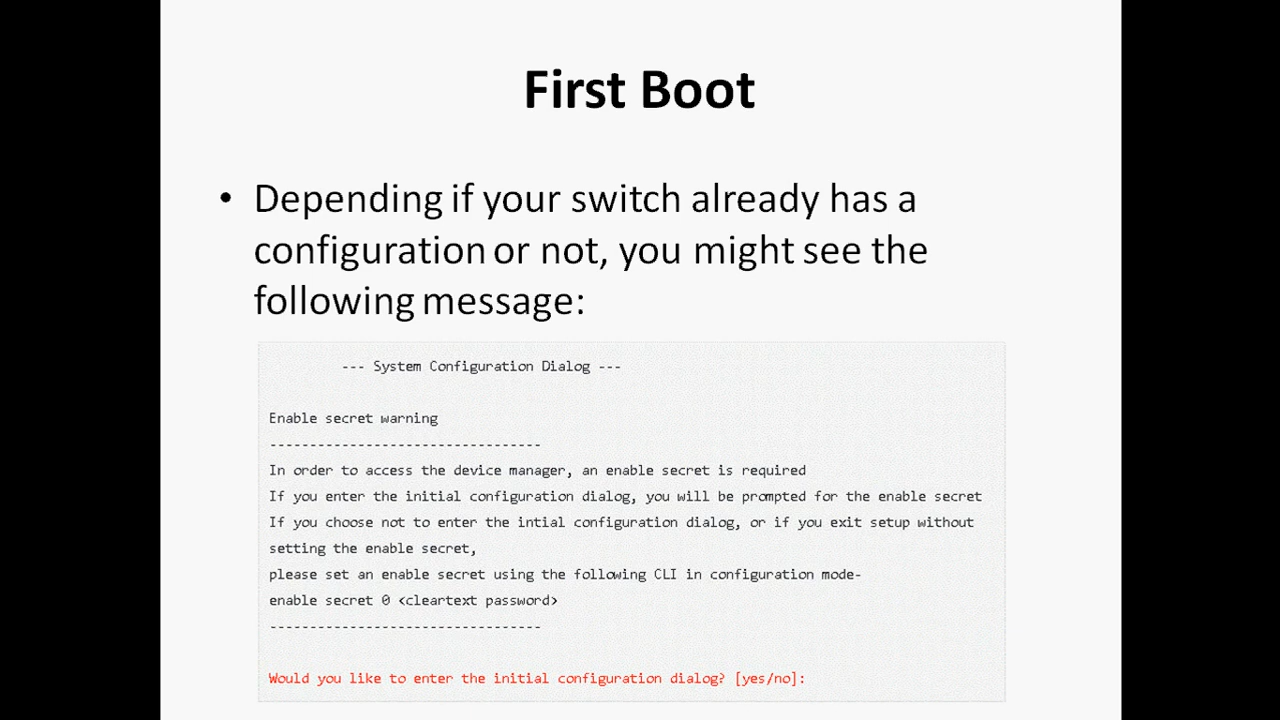 First Boot
• Depending if your switch already has a
configuration or not, you might see the
following message:
--- System Configuration Dialog ---
Enable secret warning
----------------------------------
In order to access the device manager, an enable secret is required
If you enter the initial configuration dialog, you will be prompted for the enable secret
If you choose not to enter the intial configuration dialog, or if you exit setup without
setting the enable secret,
please set an enable secret using the following CLI in configuration mode-
enable secret 0 <cleartext password>
----------------------------------
Would you like to enter the initial configuration dialog? [yes/no]: